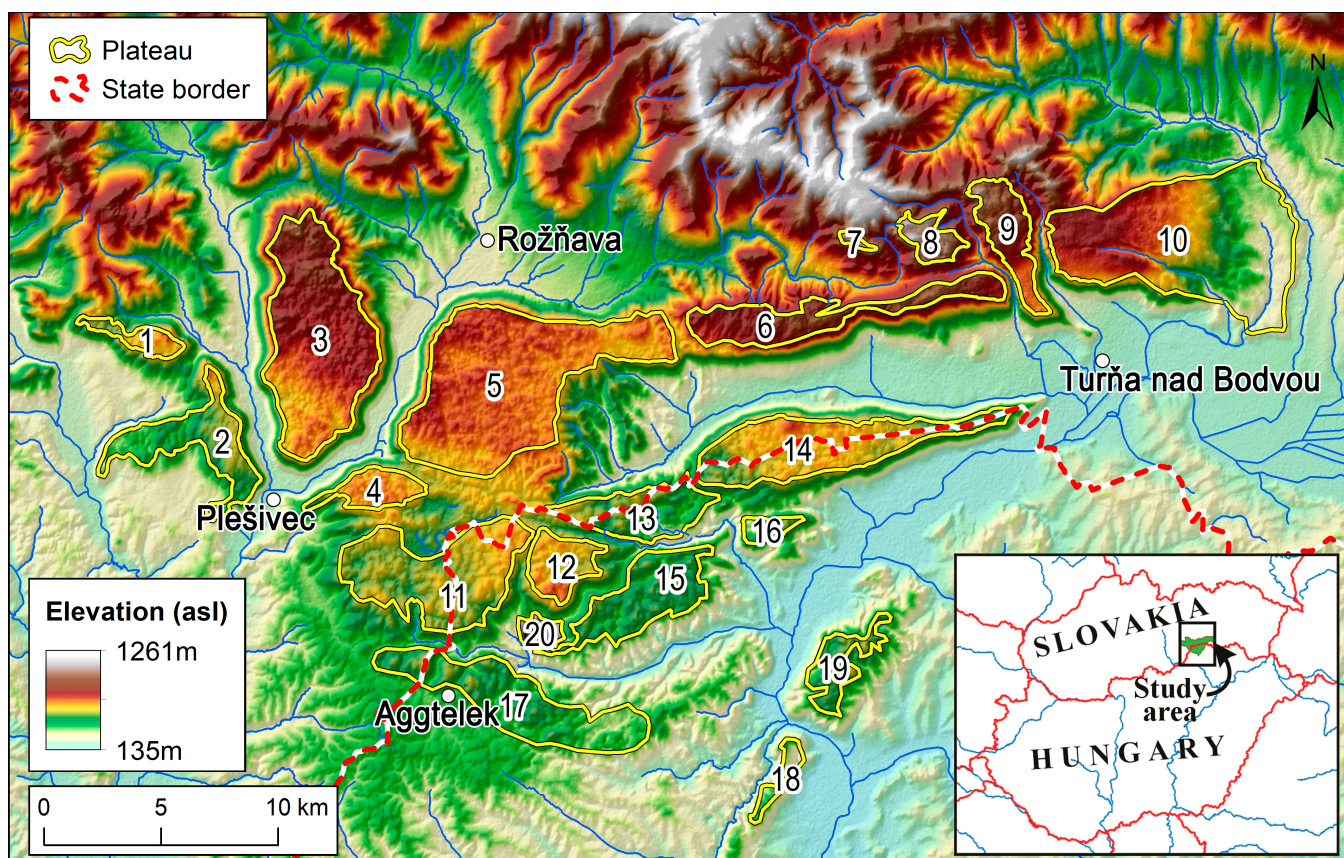 Plateau
State border
N
Rožňava
7
8
9
10
1
3
6
5
Turňa nad Bodvou
2
14
4
Plešivec
13
16
12
15
11
20
19
17
Aggtelek
18
Elevation (asl)
1261m
135m
0 5 10 km
SLOVAKIA
Study
area
HUNGARY